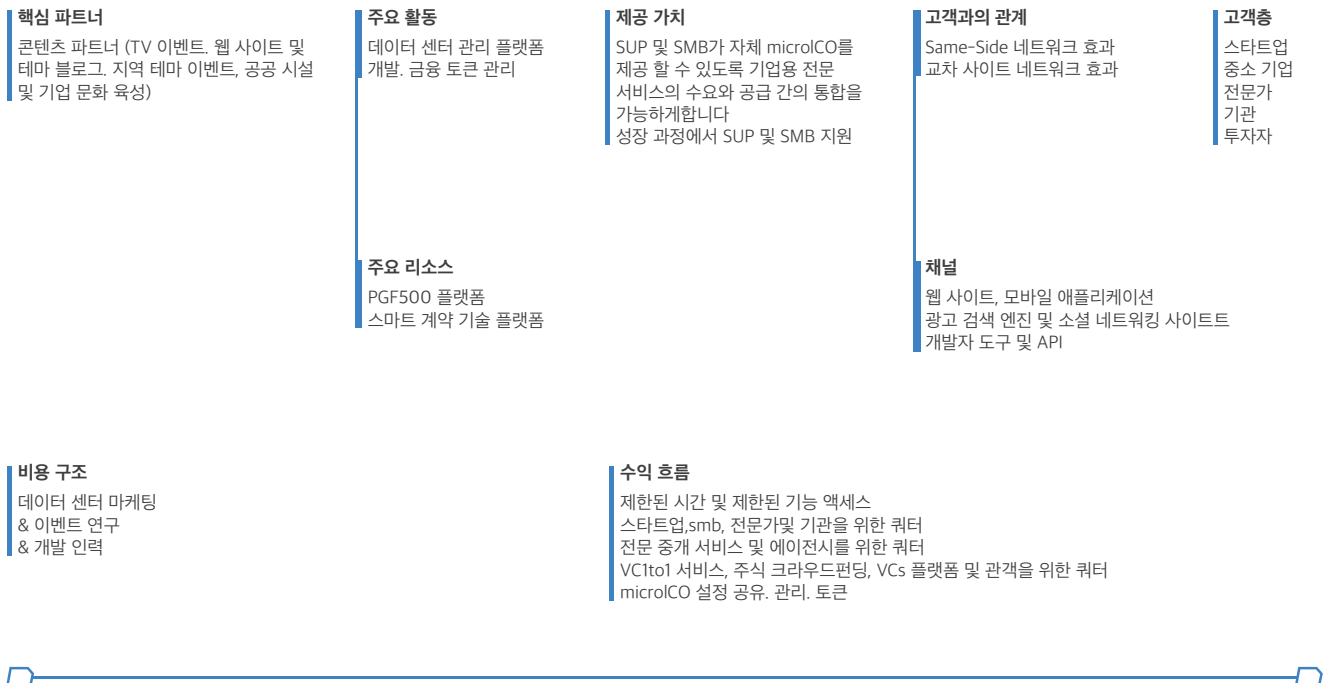 핵심 파트너
콘텐츠 파트너 (TV 이벤트. 웹 사이트 및
테마 블로그. 지역 테마 이벤트, 공공 시설
및 기업 문화 육성)
주요 활동
데이터 센터 관리 플랫폼
개발. 금융 토큰 관리
주요 리소스
PGF500 플랫폼
스마트 계약 기술 플랫폼
제공 가치
SUP 및 SMB가 자체 microICO를
제공 할 수 있도록 기업용 전문
서비스의 수요와 공급 간의 통합을
가능하게합니다
성장 과정에서 SUP 및 SMB 지원
고객과의 관계
Same-Side 네트워크 효과
교차 사이트 네트워크 효과
채널
웹 사이트, 모바일 애플리케이션
광고 검색 엔진 및 소셜 네트워킹 사이트트
개발자 도구 및 API
고객층
스타트업
중소 기업
전문가
기관
투자자
비용 구조
데이터 센터 마케팅
& 이벤트 연구
& 개발 인력
수익 흐름
제한된 시간 및 제한된 기능 액세스
스타트업,smb, 전문가및 기관을 위한 쿼터
전문 중개 서비스 및 에이전시를 위한 쿼터
VC1to1 서비스, 주식 크라우드펀딩, VCs 플랫폼 및 관객을 위한 쿼터
microICO 설정 공유. 관리. 토큰